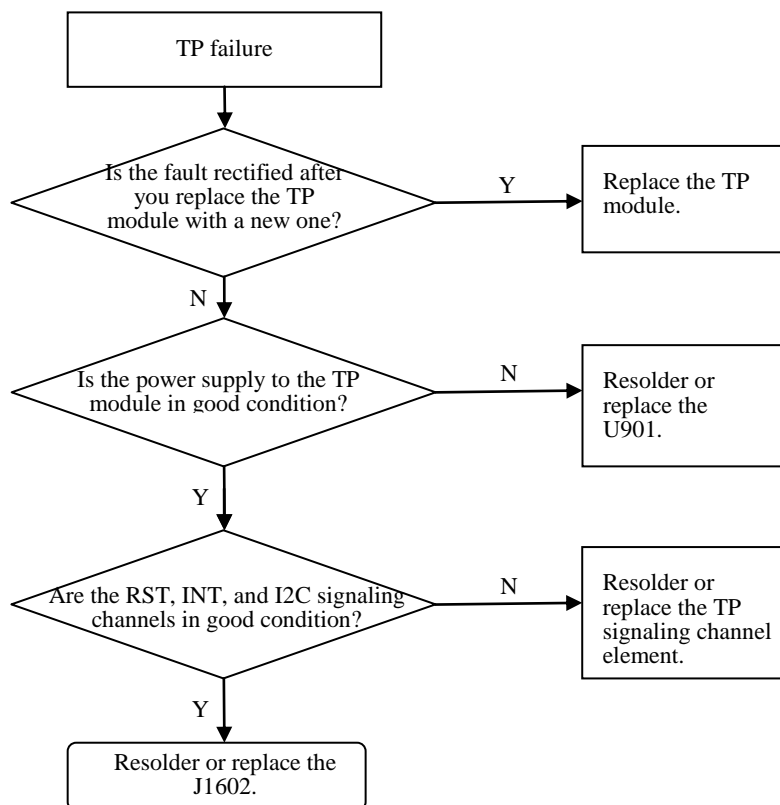 TP failure
Is the fault rectified after
you replace the TP
module with a new one?
Y
Replace the TP
module.
N
Is the power supply to the TP
module in good condition?
N
Resolder or
replace the
U901.
Y
Are the RST, INT, and I2C signaling
channels in good condition?
N
Resolder or
replace the TP
signaling channel
element.
Y
Resolder or replace the
J1602.